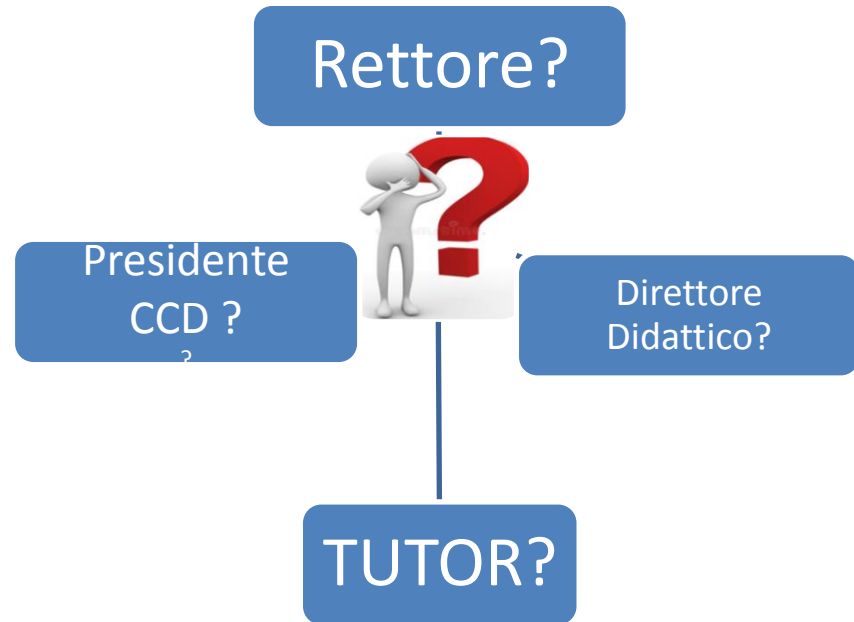 Rettore?
Presidente
CCD ?
?
Direttore
Didattico?
TUTOR?